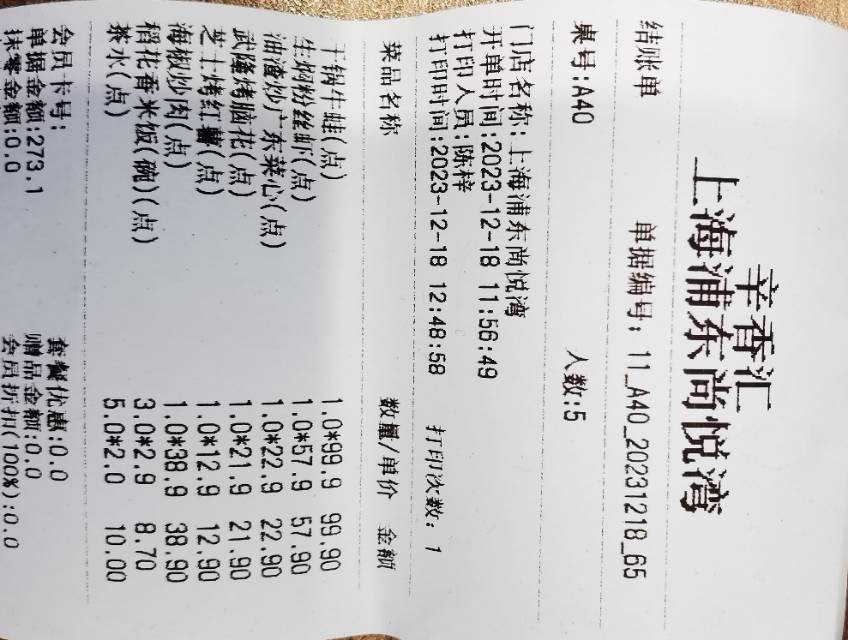 辛香汇
上海浦东尚悦湾
结账单 单据编号: 11_A40_20231218_65
桌号:A40 人数:5
门店名称:上海浦东尚悦湾
开单时间:2023-12-18 11:56:49
打印人员:陈梓
打印时间:2023-12-18 12:48:58 打印次数: 1
菜品名称 数量/单价 金额
干锅牛蛙(点) 1.0*99.9 99.90
生焖粉丝虾(点) 1.0*57.9 57.90
油渣炒广东菜心(点) 1.0*22.9 22.90
武隆烤脑花(点) 1.0*21.9 21.90
芝士烤红薯(点) 1.0*12.9 12.90
海椒炒肉(点) 1.0*38.9 38.90
稻花香米饭(碗)(点) 3.0*2.9 8.70
茶水(点) 5.0*2.0 10.00
会员卡号: 套餐优惠:0.0
单据金额:273.1 赠品金额:0.0
抹零金额:0.0 会员折扣(100%):0.0